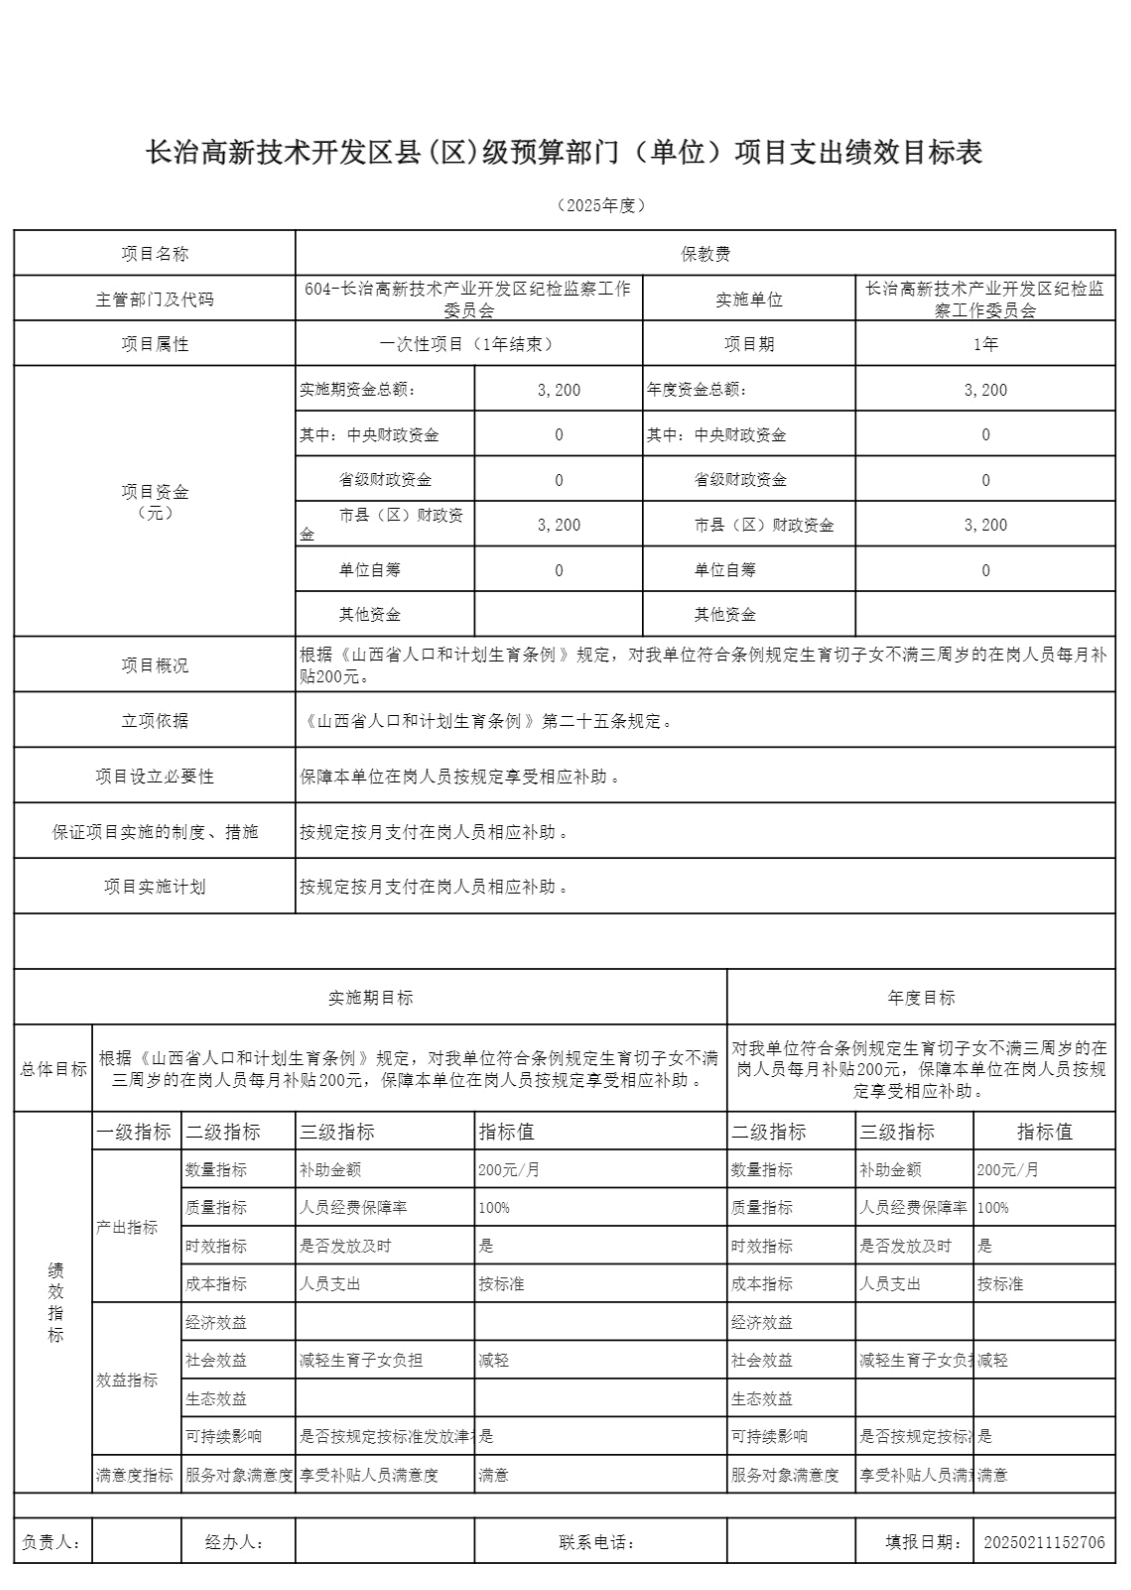 长治高新技术开发区县(区)级预算部门（单位）项目支出绩效目标表
（2025年度）
项目名称 保教费
主管部门及代码 604-长治高新技术产业开发区纪检监察工作委员会 实施单位 长治高新技术产业开发区纪检监察工作委员会
项目属性 一次性项目（1年结束） 项目期 1年
项目资金（元）
实施期资金总额： 3,200 年度资金总额： 3,200
其中：中央财政资金 0 其中：中央财政资金 0
省级财政资金 0 省级财政资金 0
市县（区）财政资金 3,200 市县（区）财政资金 3,200
单位自筹 0 单位自筹 0
其他资金 其他资金
项目概况 根据《山西省人口和计划生育条例》规定，对我单位符合条例规定生育切子女不满三周岁的在岗人员每月补贴200元。
立项依据 《山西省人口和计划生育条例》第二十五条规定。
项目设立必要性 保障本单位在岗人员按规定享受相应补助。
保证项目实施的制度、措施 按规定按月支付在岗人员相应补助。
项目实施计划 按规定按月支付在岗人员相应补助。
实施期目标 年度目标
总体目标 根据《山西省人口和计划生育条例》规定，对我单位符合条例规定生育切子女不满三周岁的在岗人员每月补贴200元，保障本单位在岗人员按规定享受相应补助。 对我单位符合条例规定生育切子女不满三周岁的在岗人员每月补贴200元，保障本单位在岗人员按规定享受相应补助。
绩效指标
一级指标 二级指标 三级指标 指标值 二级指标 三级指标 指标值
产出指标
数量指标 补助金额 200元/月 数量指标 补助金额 200元/月
质量指标 人员经费保障率 100% 质量指标 人员经费保障率 100%
时效指标 是否发放及时 是 时效指标 是否发放及时 是
成本指标 人员支出 按标准 成本指标 人员支出 按标准
效益指标
经济效益 经济效益
社会效益 减轻生育子女负担 减轻 社会效益 减轻生育子女负 减轻
生态效益 生态效益
可持续影响 是否按规定按标准发放津 是 可持续影响 是否按规定按标 是
满意度指标 服务对象满意度 享受补贴人员满意度 满意 服务对象满意度 享受补贴人员满 满意
负责人： 经办人： 联系电话： 填报日期： 20250211152706